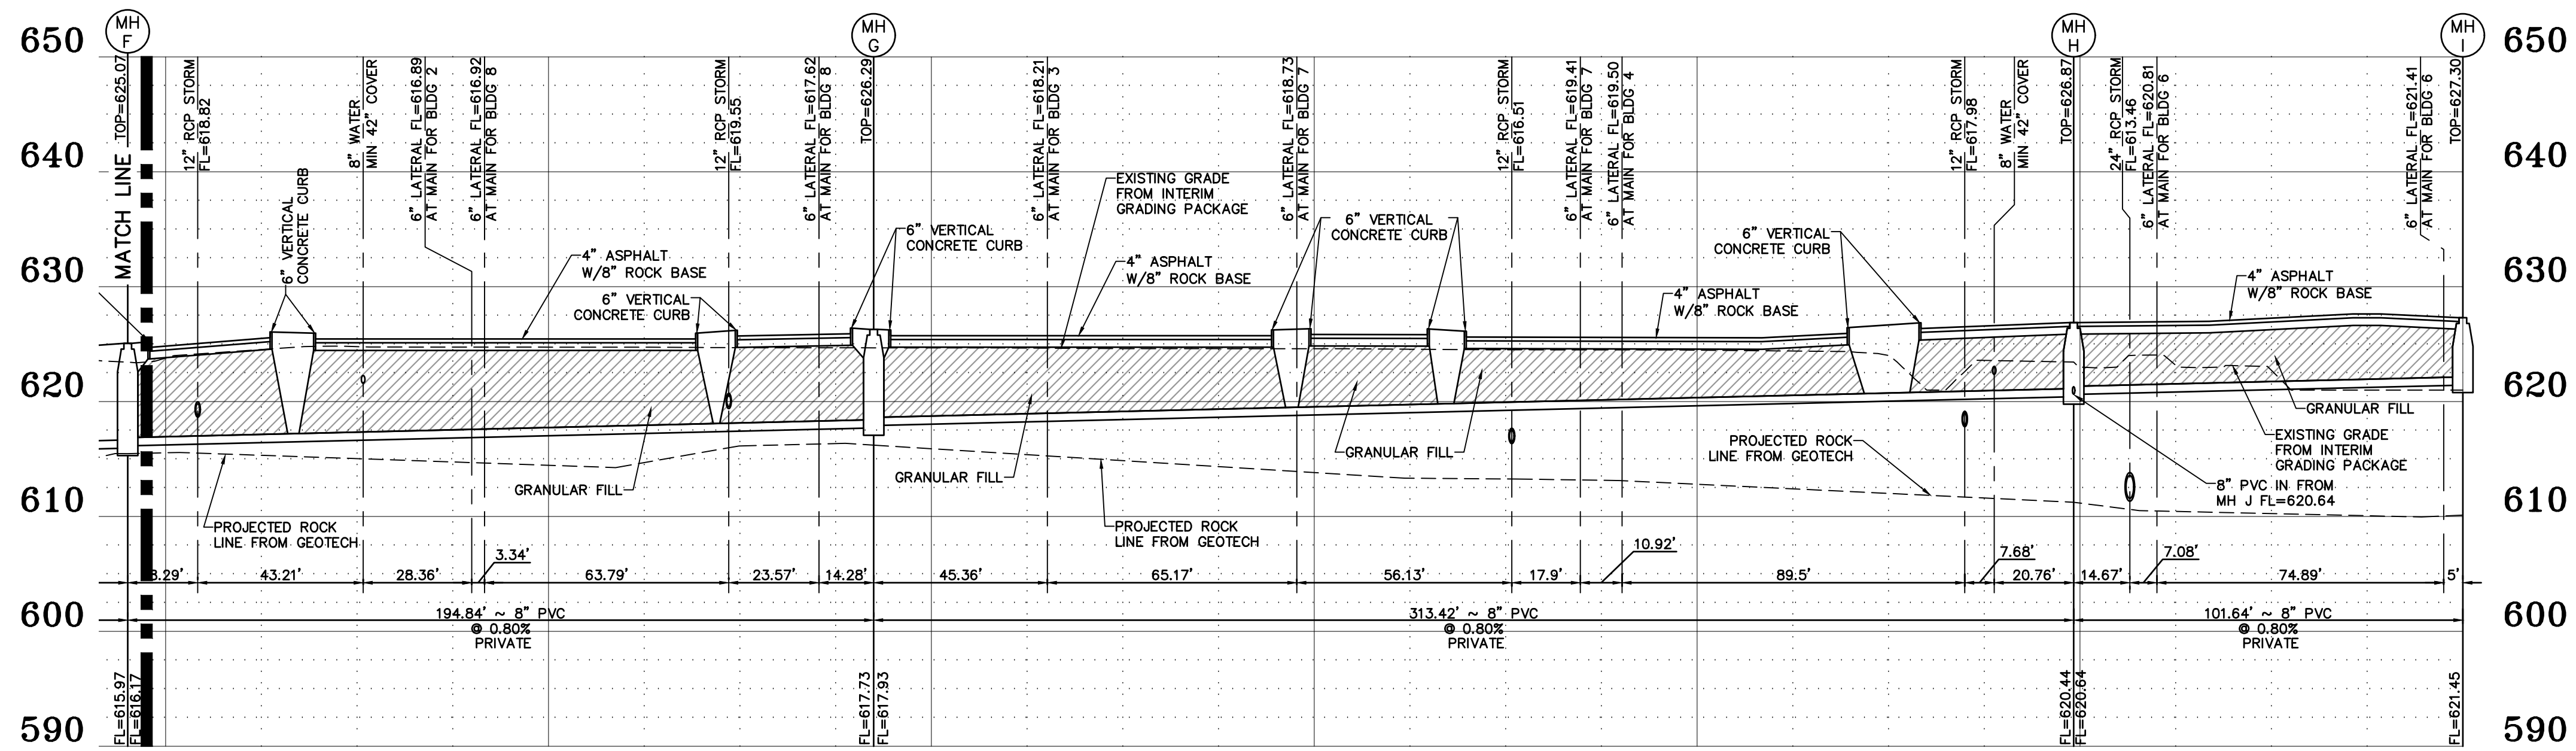 650
640
630
620
610
600
590
MH
F
TOP=625.07
MATCH LINE
12" RCP STORM
FL=618.82
6" VERTICAL
CONCRETE CURB
8" WATER
MIN 42" COVER
6" LATERAL FL=616.89
AT MAIN FOR BLDG 2
6" LATERAL FL=616.92
AT MAIN FOR BLDG 8
4" ASPHALT
W/8" ROCK BASE
6" VERTICAL
CONCRETE CURB
12" RCP STORM
FL=619.55
6" LATERAL FL=617.62
AT MAIN FOR BLDG 8
MH
G
TOP=626.29
6" VERTICAL
CONCRETE CURB
6" LATERAL FL=618.21
AT MAIN FOR BLDG 3
EXISTING GRADE
FROM INTERIM
GRADING PACKAGE
4" ASPHALT
W/8" ROCK BASE
6" LATERAL FL=618.73
AT MAIN FOR BLDG 7
6" VERTICAL
CONCRETE CURB
12" RCP STORM
FL=616.51
6" LATERAL FL=619.41
AT MAIN FOR BLDG 7
6" LATERAL FL=619.50
AT MAIN FOR BLDG 4
4" ASPHALT
W/8" ROCK BASE
6" VERTICAL
CONCRETE CURB
12" RCP STORM
FL=617.98
8" WATER
MIN 42" COVER
MH
H
TOP=626.87
24" RCP STORM
FL=613.46
6" LATERAL FL=620.81
AT MAIN FOR BLDG 6
4" ASPHALT
W/8" ROCK BASE
6" LATERAL FL=621.41
AT MAIN FOR BLDG 6
MH
I
TOP=627.30
PROJECTED ROCK
LINE FROM GEOTECH
GRANULAR FILL
GRANULAR FILL
PROJECTED ROCK
LINE FROM GEOTECH
GRANULAR FILL
PROJECTED ROCK
LINE FROM GEOTECH
GRANULAR FILL
EXISTING GRADE
FROM INTERIM
GRADING PACKAGE
8" PVC IN FROM
MH J FL=620.64
43.21'
28.36'
3.34'
63.79'
23.57'
14.28'
45.36'
65.17'
56.13'
17.9'
10.92'
89.5'
7.68'
20.76'
14.67'
7.08'
74.89'
5'
194.84' ~ 8" PVC
@ 0.80%
PRIVATE
313.42' ~ 8" PVC
@ 0.80%
PRIVATE
101.64' ~ 8" PVC
@ 0.80%
PRIVATE
FL=615.97
FL=616.17
FL=617.73
FL=617.93
FL=620.44
FL=620.64
FL=621.45
650
640
630
620
610
600
590